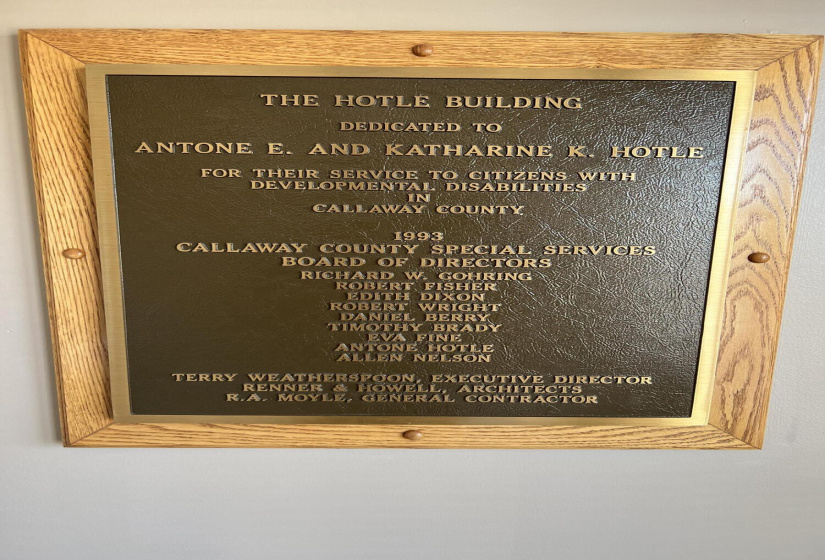 THE HOTLE BUILDING
DEDICATED TO
ANTONE E. AND KATHARINE K. HOTLE
FOR THEIR SERVICE TO CITIZENS WITH
DEVELOPMENTAL DISABILITIES
IN
CALLAWAY COUNTY
1993
CALLAWAY COUNTY SPECIAL SERVICES
BOARD OF DIRECTORS
RICHARD W. GOHRING
ROBERT FISHER
EDITH DIXON
ROBERT WRIGHT
DANIEL BERRY
TIMOTHY BRADY
EVA FINE
ANTONE HOTLE
ALLEN NELSON
TERRY WEATHERSPOON, EXECUTIVE DIRECTOR
RENNER & HOWELL, ARCHITECTS
R.A. MOYLE, GENERAL CONTRACTOR